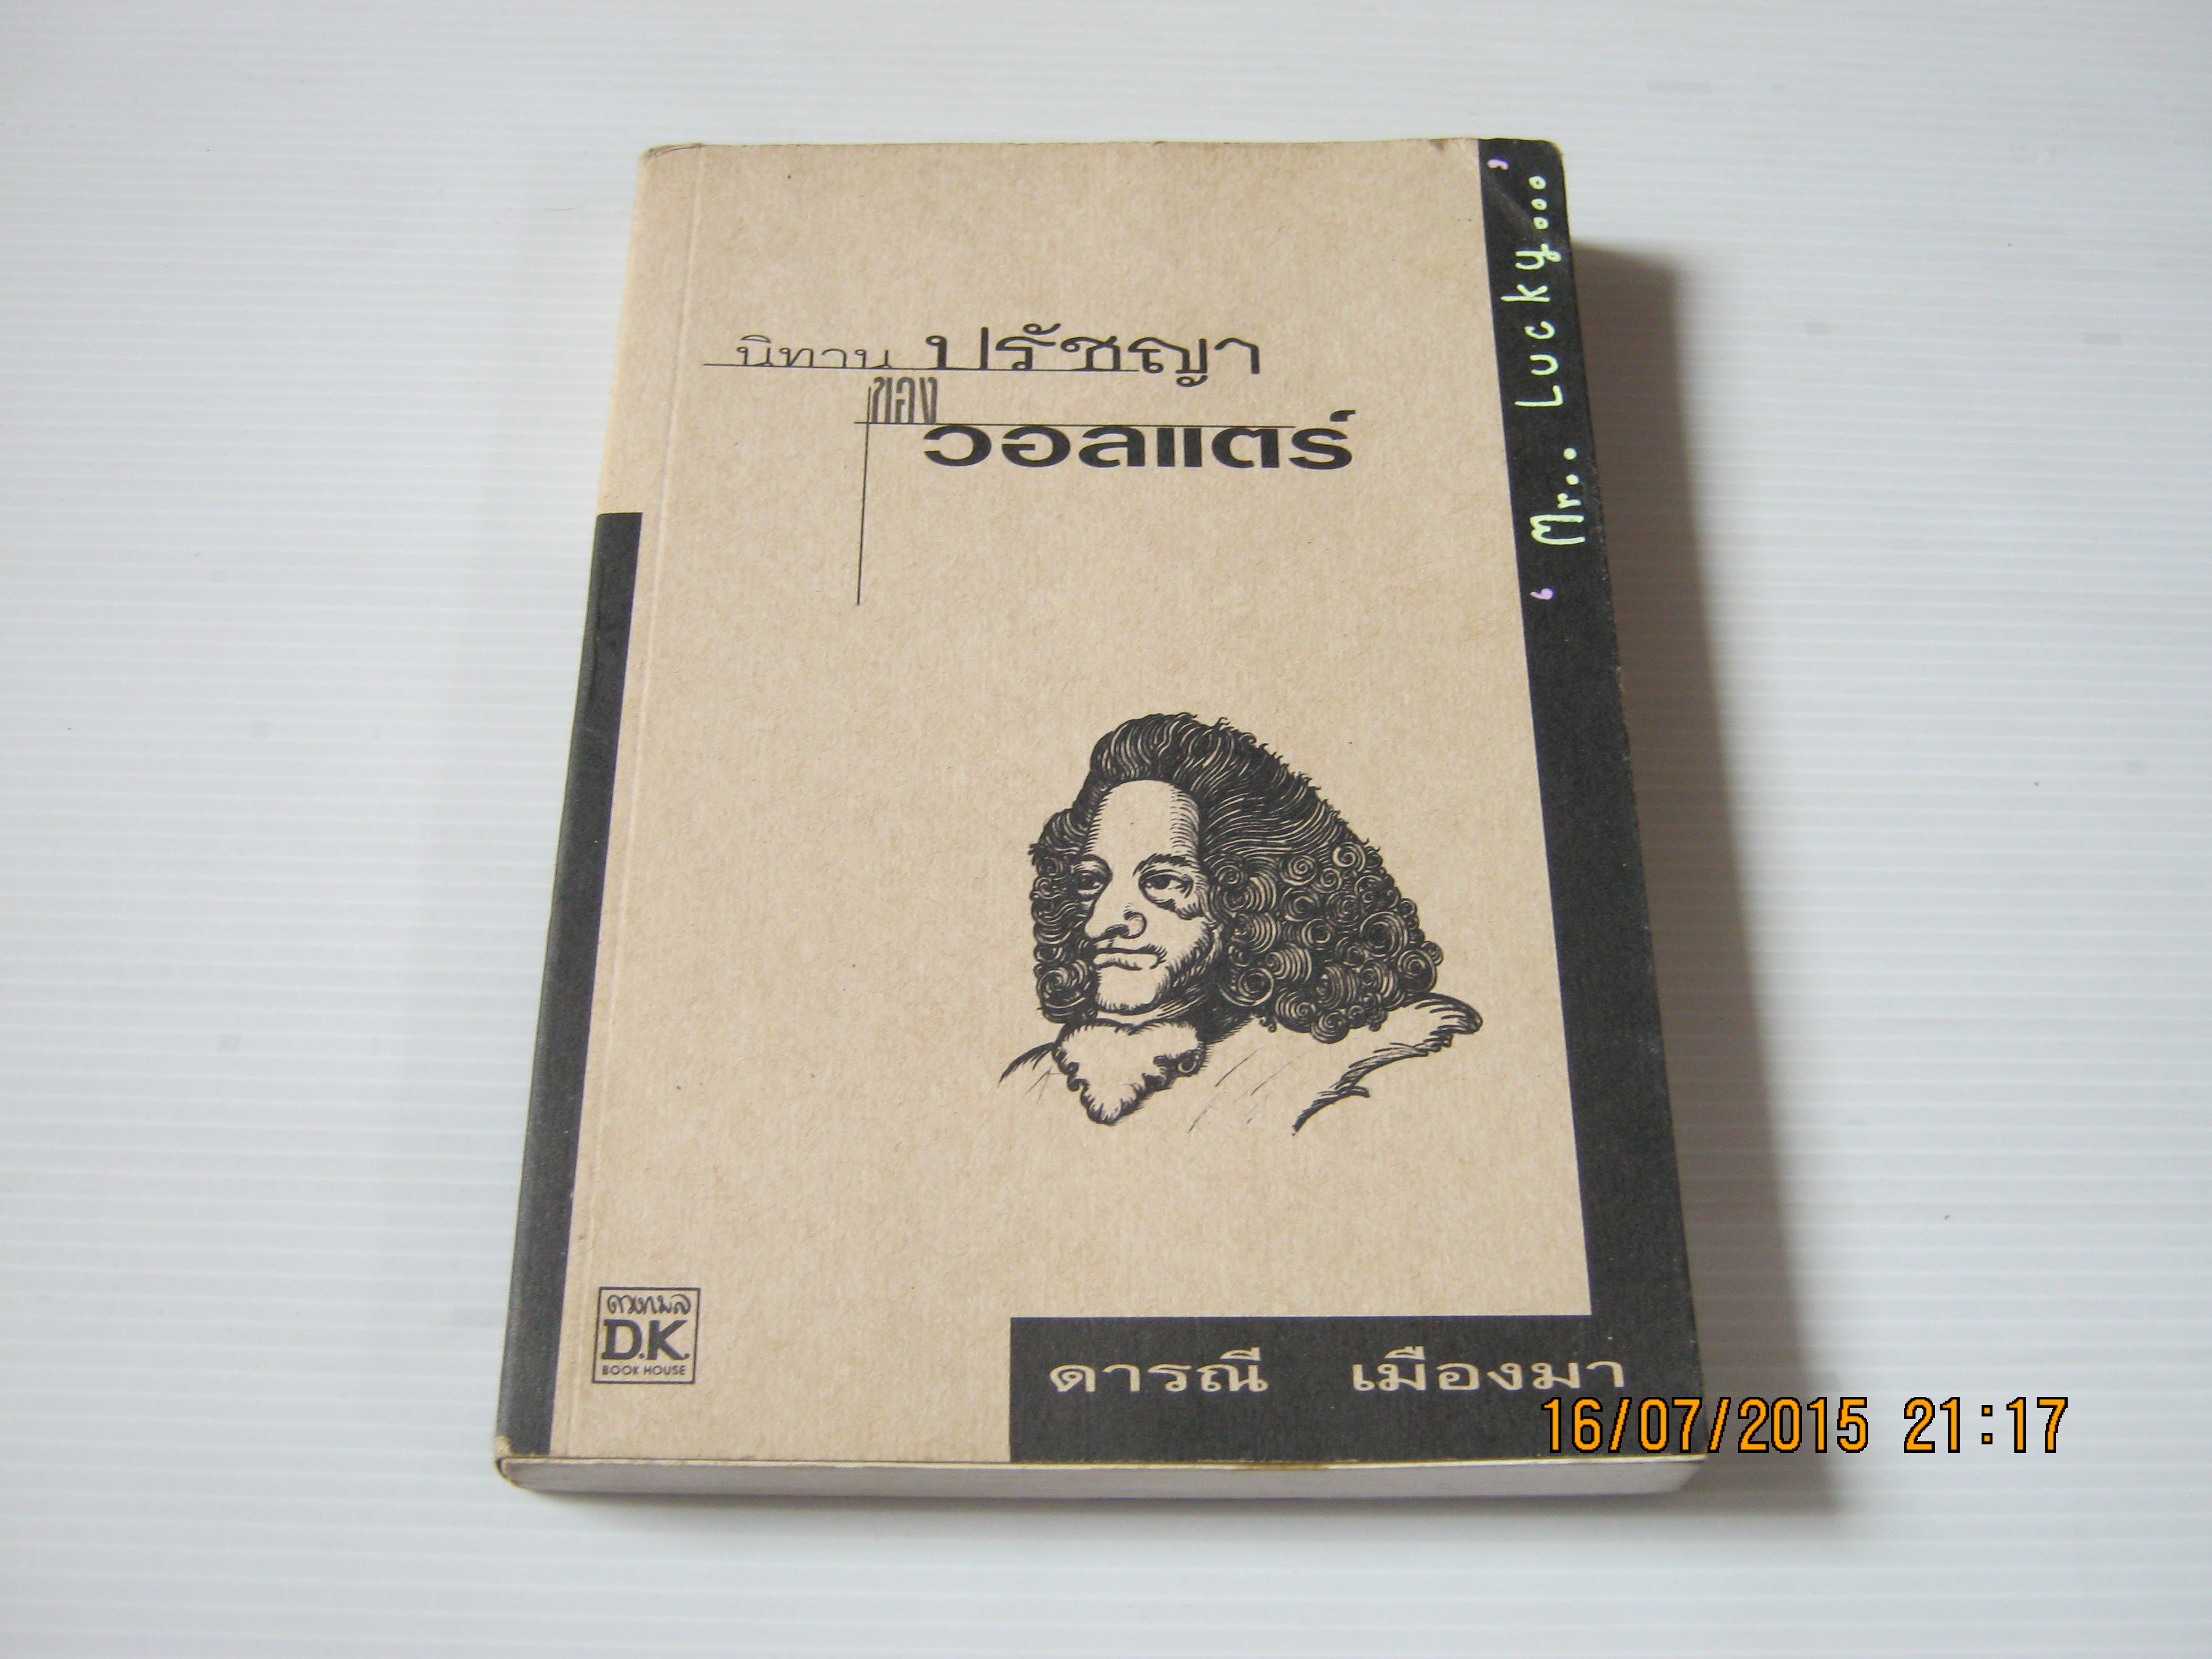 นิทาน ปรัชญา
ของ
วอลแตร์
' Mr.. Lucky....'
ดวงกมล
D.K.
BOOK HOUSE
ดารณี เมืองมา
16/07/2015 21:17